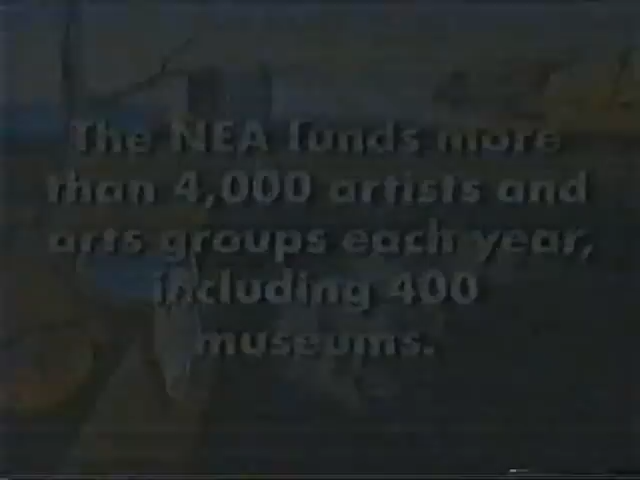 The NEA funds more
than 4,000 artists and
arts groups each year,
including 400
museums.